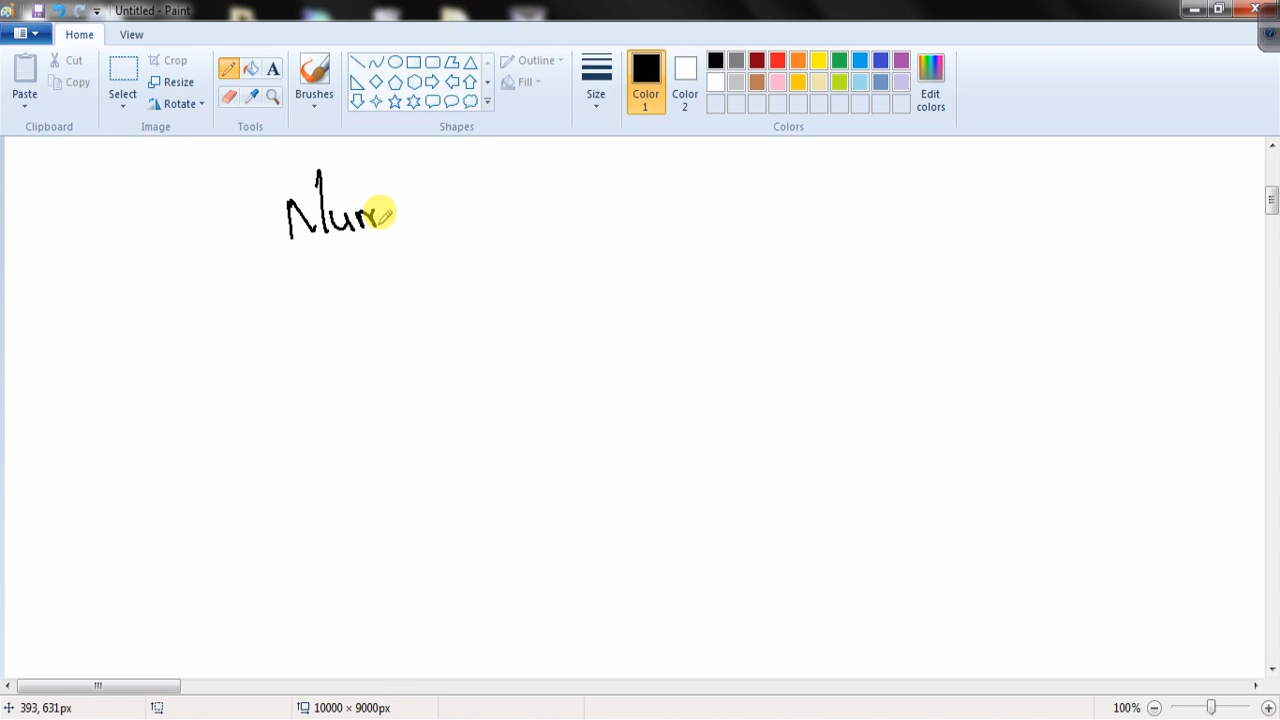 Untitled - Paint
Home View
Paste Cut Copy Select Crop Resize Rotate Brushes Outline Fill Size Color 1 Color 2 Edit colors
Clipboard Image Tools Shapes Colors
Num
393, 631px 10000 × 9000px 100%